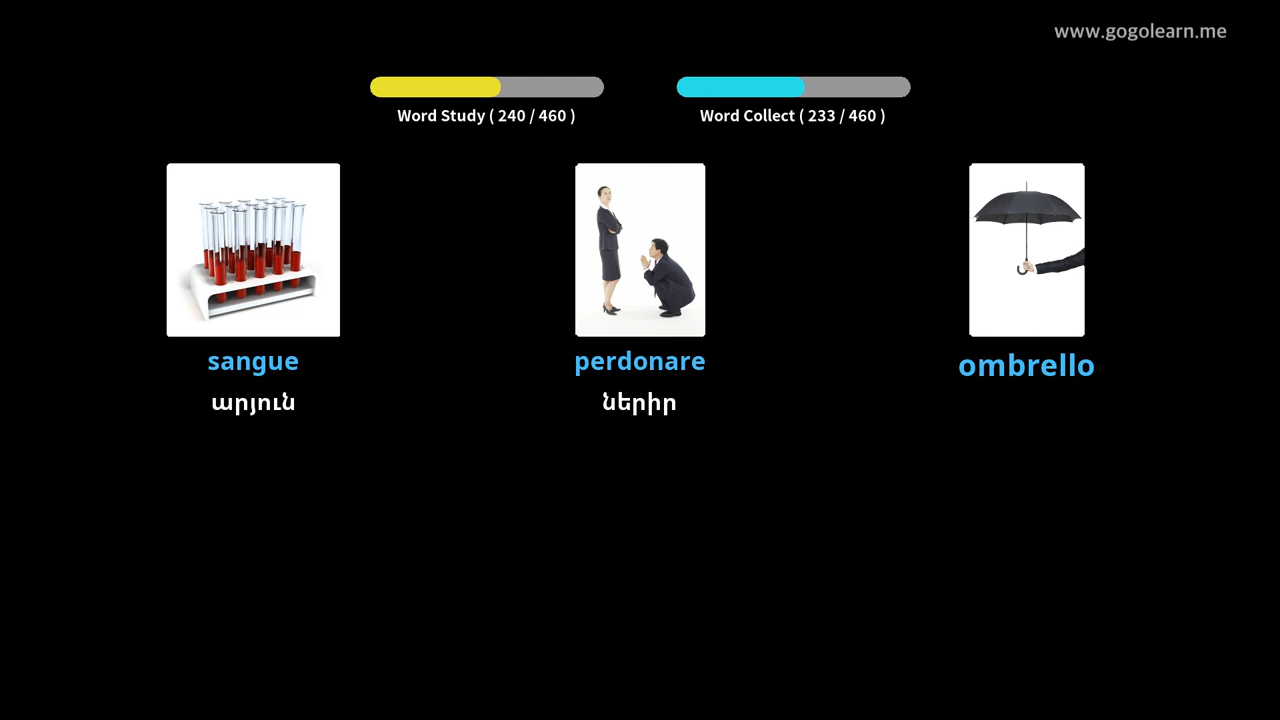 www.gogolearn.me
Word Study ( 240 / 460 )
Word Collect ( 233 / 460 )
sangue
արյուն
perdonare
ներիր
ombrello